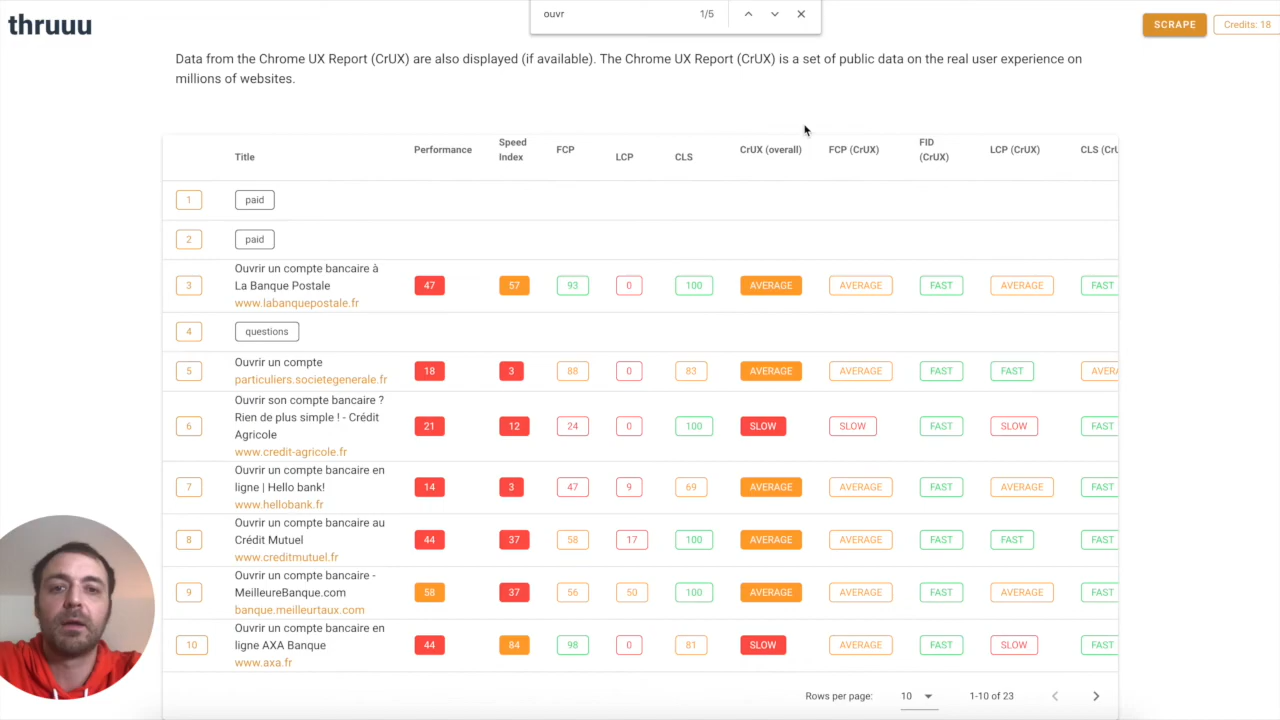 thruuu
ouvr 1/5
SCRAPE
Credits: 18
Data from the Chrome UX Report (CrUX) are also displayed (if available). The Chrome UX Report (CrUX) is a set of public data on the real user experience on
millions of websites.
Title Performance Speed Index FCP LCP CLS CrUX (overall) FCP (CrUX) FID (CrUX) LCP (CrUX) CLS (CrU
1 paid
2 paid
3 Ouvrir un compte bancaire à
La Banque Postale
www.labanquepostale.fr
47 57 93 0 100 AVERAGE AVERAGE FAST AVERAGE FAST
4 questions
5 Ouvrir un compte
particuliers.societegenerale.fr
18 3 88 0 83 AVERAGE AVERAGE FAST FAST AVERA
6 Ouvrir son compte bancaire ?
Rien de plus simple ! - Crédit
Agricole
www.credit-agricole.fr
21 12 24 0 100 SLOW SLOW FAST SLOW FAST
7 Ouvrir un compte bancaire en
ligne | Hello bank!
www.hellobank.fr
14 3 47 9 69 AVERAGE AVERAGE FAST AVERAGE FAST
8 Ouvrir un compte bancaire au
Crédit Mutuel
www.creditmutuel.fr
44 37 58 17 100 AVERAGE AVERAGE FAST FAST FAST
9 Ouvrir un compte bancaire -
MeilleureBanque.com
banque.meilleurtaux.com
58 37 56 50 100 AVERAGE AVERAGE FAST AVERAGE FAST
10 Ouvrir un compte bancaire en
ligne AXA Banque
www.axa.fr
44 84 98 0 81 SLOW AVERAGE FAST SLOW FAST
Rows per page: 10 1-10 of 23